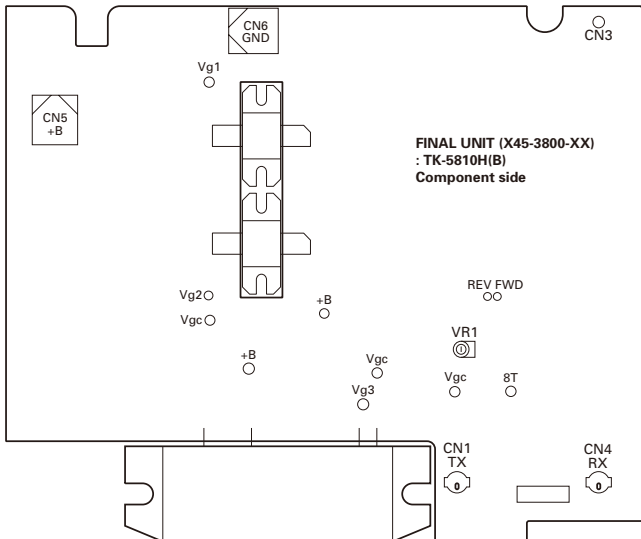 CN6
GND
CN3
Vg1
CN5
+B
FINAL UNIT (X45-3800-XX)
: TK-5810H(B)
Component side
REV FWD
Vg2
+B
Vgc
VR1
+B
Vgc
Vgc
8T
Vg3
CN1
TX
CN4
RX